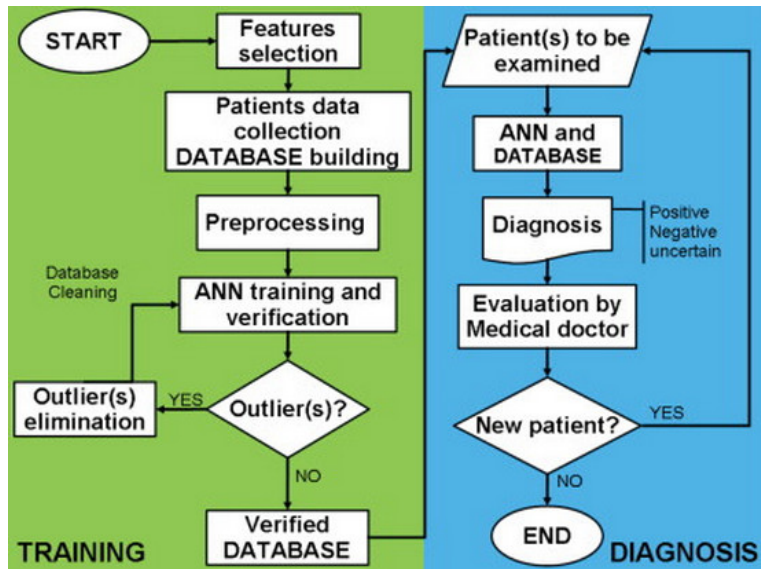 START
Features
selection
Patients data
collection
DATABASE building
Preprocessing
Database
Cleaning
ANN training and
verification
Outlier(s)
elimination
YES
Outlier(s)?
NO
Verified
DATABASE
TRAINING
Patient(s) to be
examined
ANN and
DATABASE
Diagnosis
Positive
Negative
uncertain
Evaluation by
Medical doctor
New patient?
YES
NO
END
DIAGNOSIS